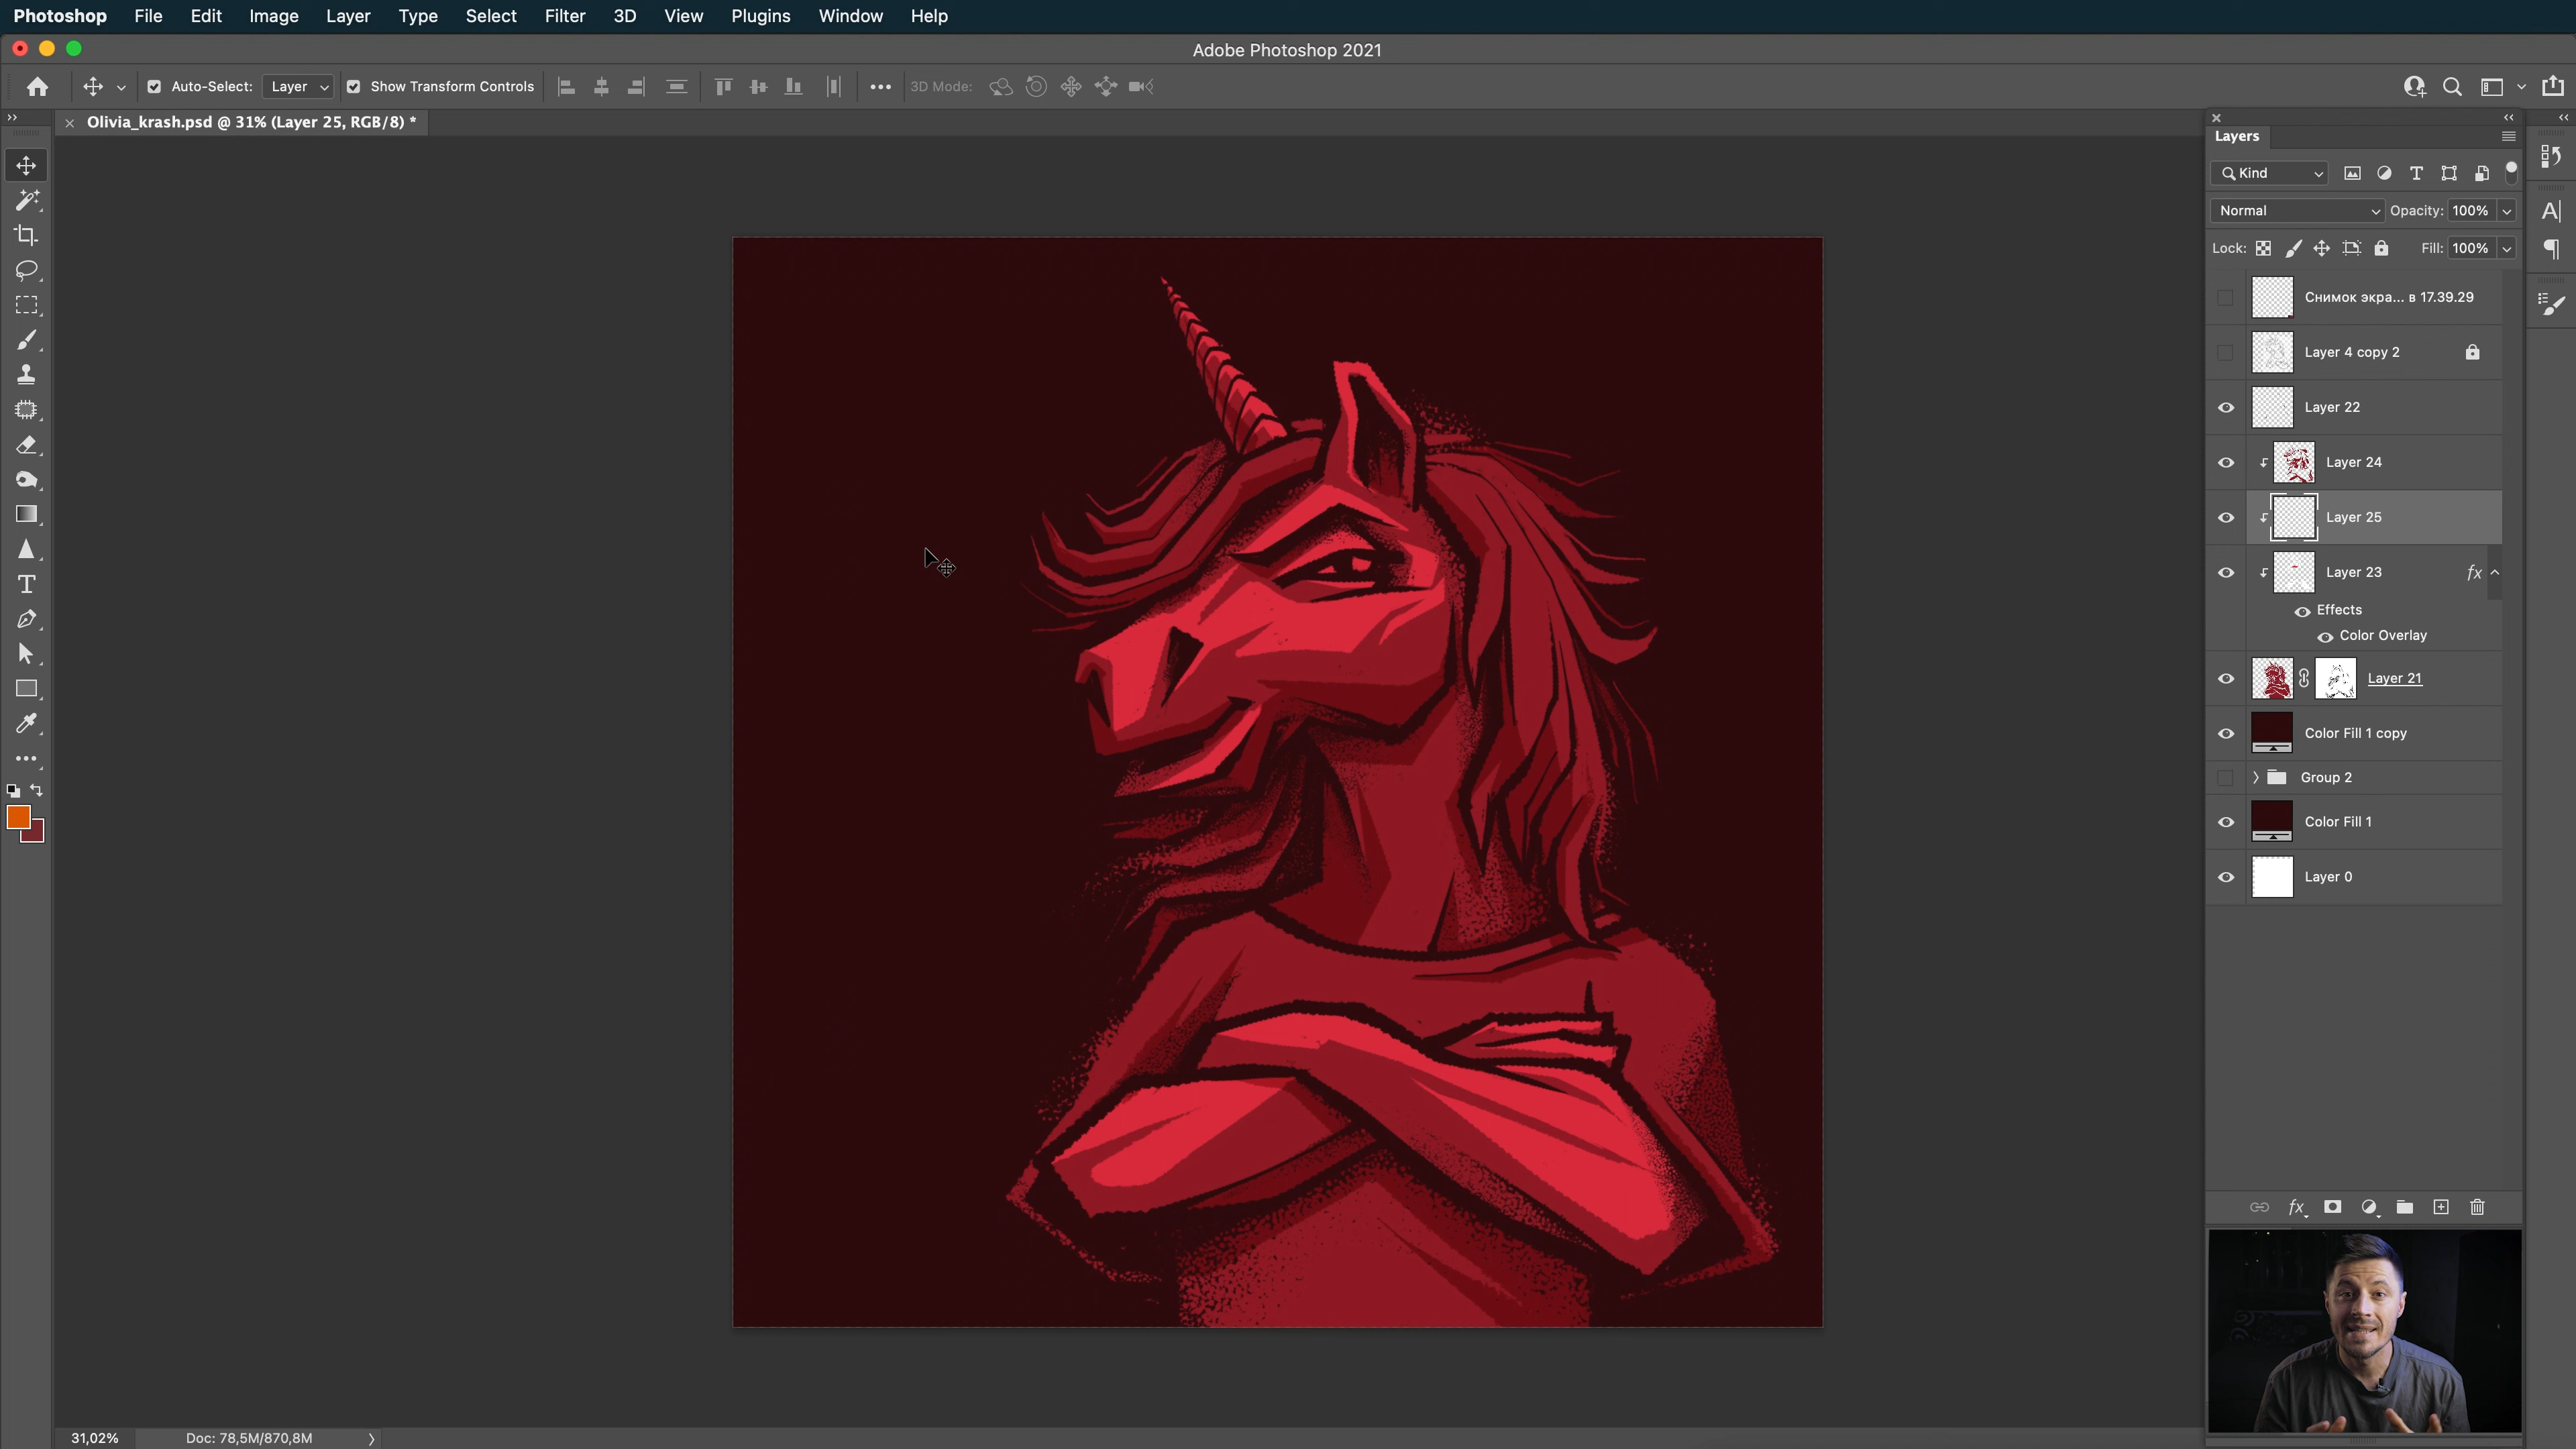 Photoshop File Edit Image Layer Type Select Filter 3D View Plugins Window Help
Adobe Photoshop 2021
Auto-Select: Layer Show Transform Controls 3D Mode:
Olivia_krash.psd @ 31% (Layer 25, RGB/8) *
Layers
Kind
Normal Opacity: 100%
Lock: Fill: 100%
Снимок экра... в 17.39.29
Layer 4 copy 2
Layer 22
Layer 24
Layer 25
Layer 23 fx
Effects
Color Overlay
Layer 21
Color Fill 1 copy
Group 2
Color Fill 1
Layer 0
fx
31,02% Doc: 78,5M/870,8M